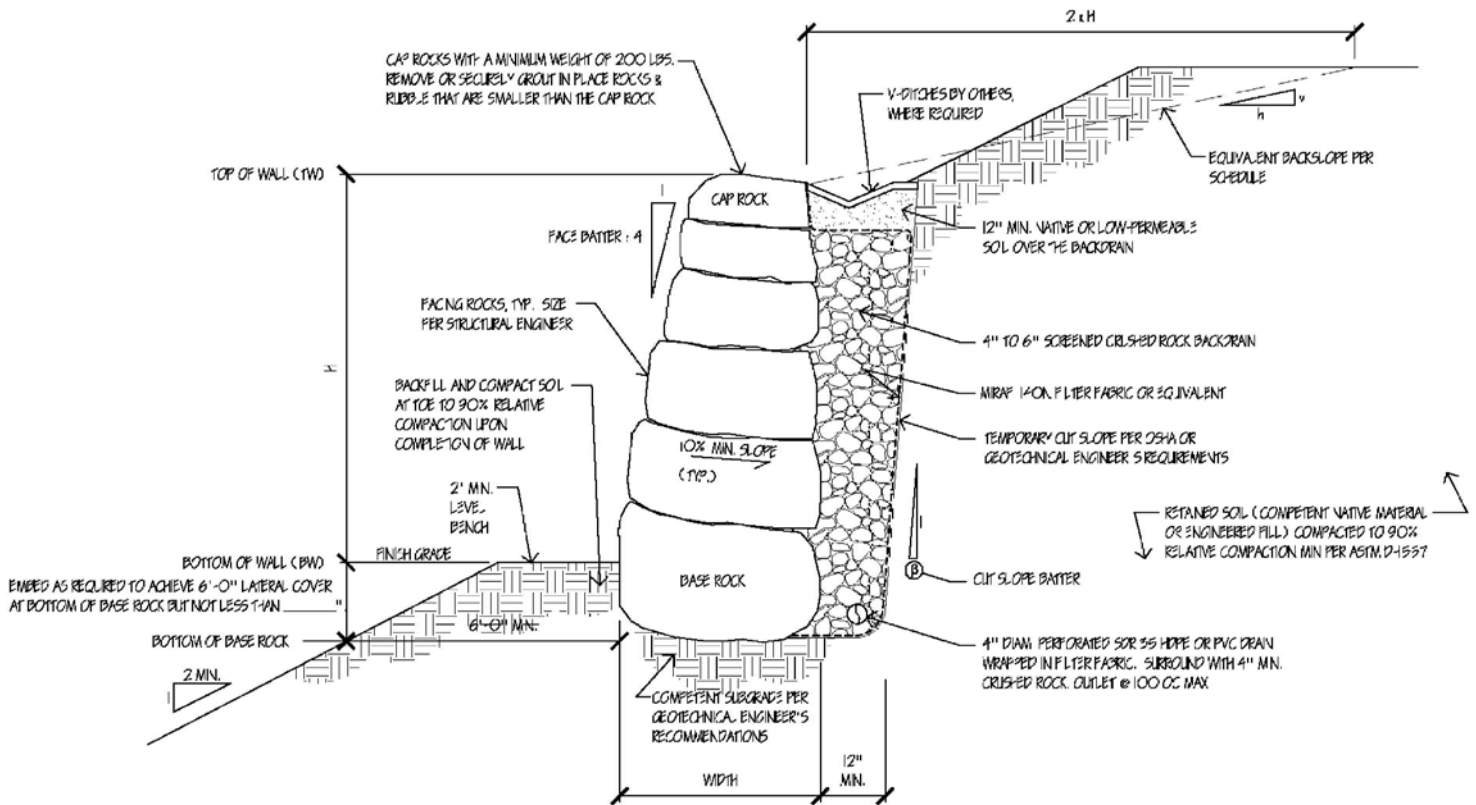 2 x H
CAP ROCKS WITH A MINIMUM WEIGHT OF 200 LBS.
REMOVE OR SECURELY GROUT IN PLACE ROCKS &
RUBBLE THAT ARE SMALLER THAN THE CAP ROCK
V-DITCHES BY OTHERS,
WHERE REQUIRED
v
h
EQUIVALENT BACKSLOPE PER
SCHEDULE
TOP OF WALL (TW)
CAP ROCK
1
FACE BATTER : 4
12" MIN. NATIVE OR LOW-PERMEABLE
SOIL OVER THE BACKDRAIN
FACING ROCKS, TYP. SIZE
PER STRUCTURAL ENGINEER
4" TO 6" SCREENED CRUSHED ROCK BACKDRAIN
H
BACKFILL AND COMPACT SOIL
AT TOE TO 90% RELATIVE
COMPACTION UPON
COMPLETION OF WALL
MIRAFI 140N FILTER FABRIC OR EQUIVALENT
TEMPORARY CUT SLOPE PER OSHA OR
GEOTECHNICAL ENGINEER'S REQUIREMENTS
10% MIN. SLOPE
(TYP.)
2' MIN.
LEVEL
BENCH
1
RETAINED SOIL (COMPETENT NATIVE MATERIAL
OR ENGINEERED FILL) COMPACTED TO 90%
RELATIVE COMPACTION MIN PER ASTM D-1557
BOTTOM OF WALL (BW)
FINISH GRADE
BASE ROCK
β
CUT SLOPE BATTER
EMBED AS REQUIRED TO ACHIEVE 6'-0" LATERAL COVER
AT BOTTOM OF BASE ROCK BUT NOT LESS THAN ______".
6'-0" MIN.
BOTTOM OF BASE ROCK
4" DIAM. PERFORATED SDR 35 HDPE OR PVC DRAIN
WRAPPED IN FILTER FABRIC. SURROUND WITH 4" MIN.
CRUSHED ROCK. OUTLET @ 100 OC MAX
2 MIN.
1
COMPETENT SUBGRADE PER
GEOTECHNICAL ENGINEER'S
RECOMMENDATIONS
WIDTH
12"
MIN.